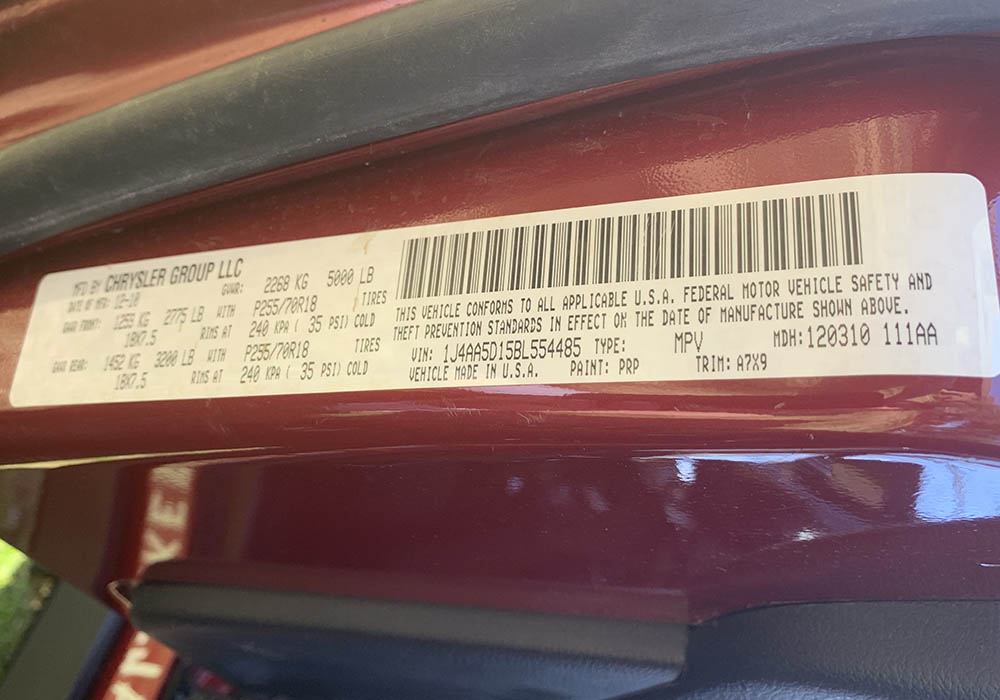 MFD BY CHRYSLER GROUP LLC
DATE OF MFR: 12-10 GVWR: 2268 KG 5000 LB
GAWR FRONT: 1259 KG 2775 LB WITH P255/70R18 TIRES
18X7.5 RIMS AT 240 KPA ( 35 PSI) COLD
GAWR REAR: 1452 KG 3200 LB WITH P255/70R18 TIRES
18X7.5 RIMS AT 240 KPA ( 35 PSI) COLD
THIS VEHICLE CONFORMS TO ALL APPLICABLE U.S.A. FEDERAL MOTOR VEHICLE SAFETY AND
THEFT PREVENTION STANDARDS IN EFFECT ON THE DATE OF MANUFACTURE SHOWN ABOVE.
VIN: 1J4AA5D15BL554485 TYPE: MPV MDH:120310 111AA
VEHICLE MADE IN U.S.A. PAINT: PRP TRIM: A7X9